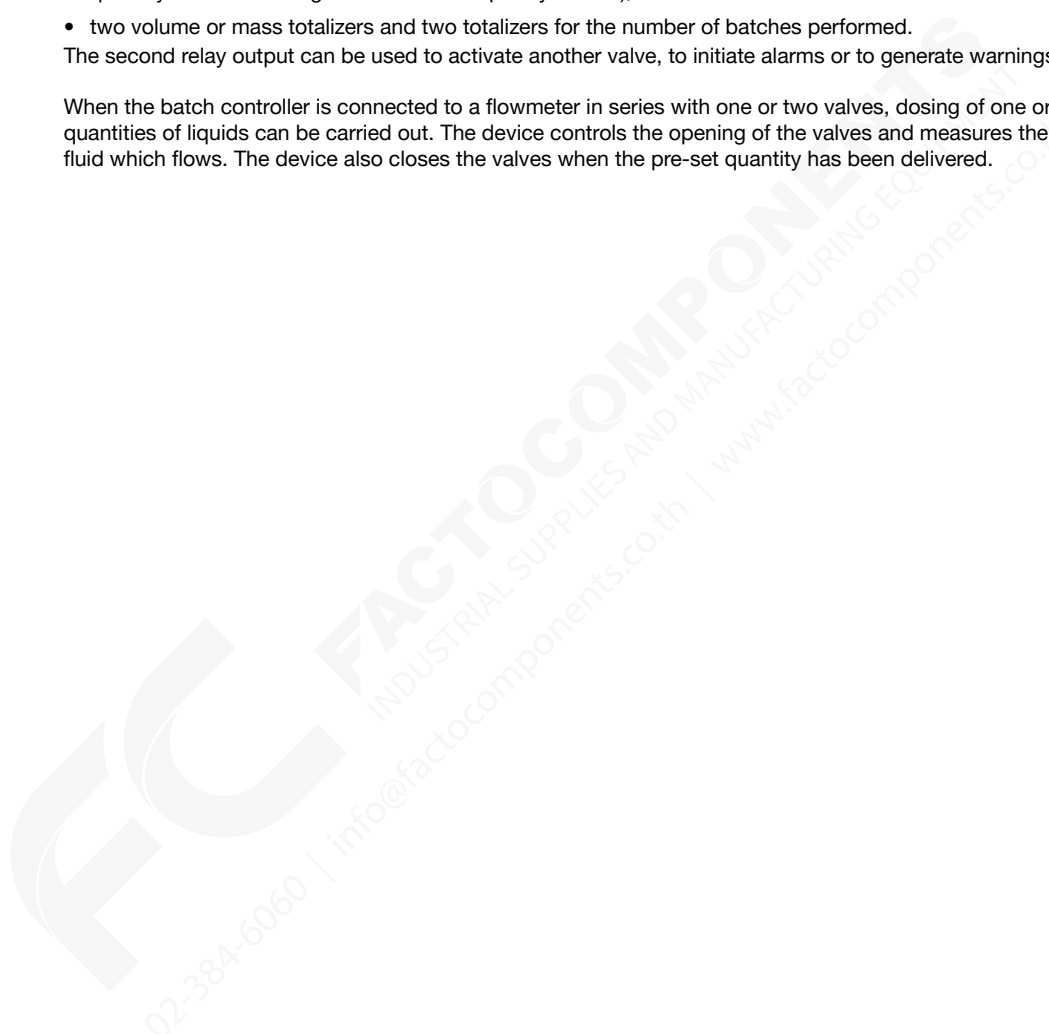 • two volume or mass totalizers and two totalizers for the number of batches performed.
The second relay output can be used to activate another valve, to initiate alarms or to generate warnings
When the batch controller is connected to a flowmeter in series with one or two valves, dosing of one or
quantities of liquids can be carried out. The device controls the opening of the valves and measures the
fluid which flows. The device also closes the valves when the pre-set quantity has been delivered.
FC FACTOCOMPONENTS
INDUSTRIAL SUPPLIES AND MANUFACTURING EQUIPMENT
02-384-6060 | info@factocomponents.co.th | www.factocomponents.co.